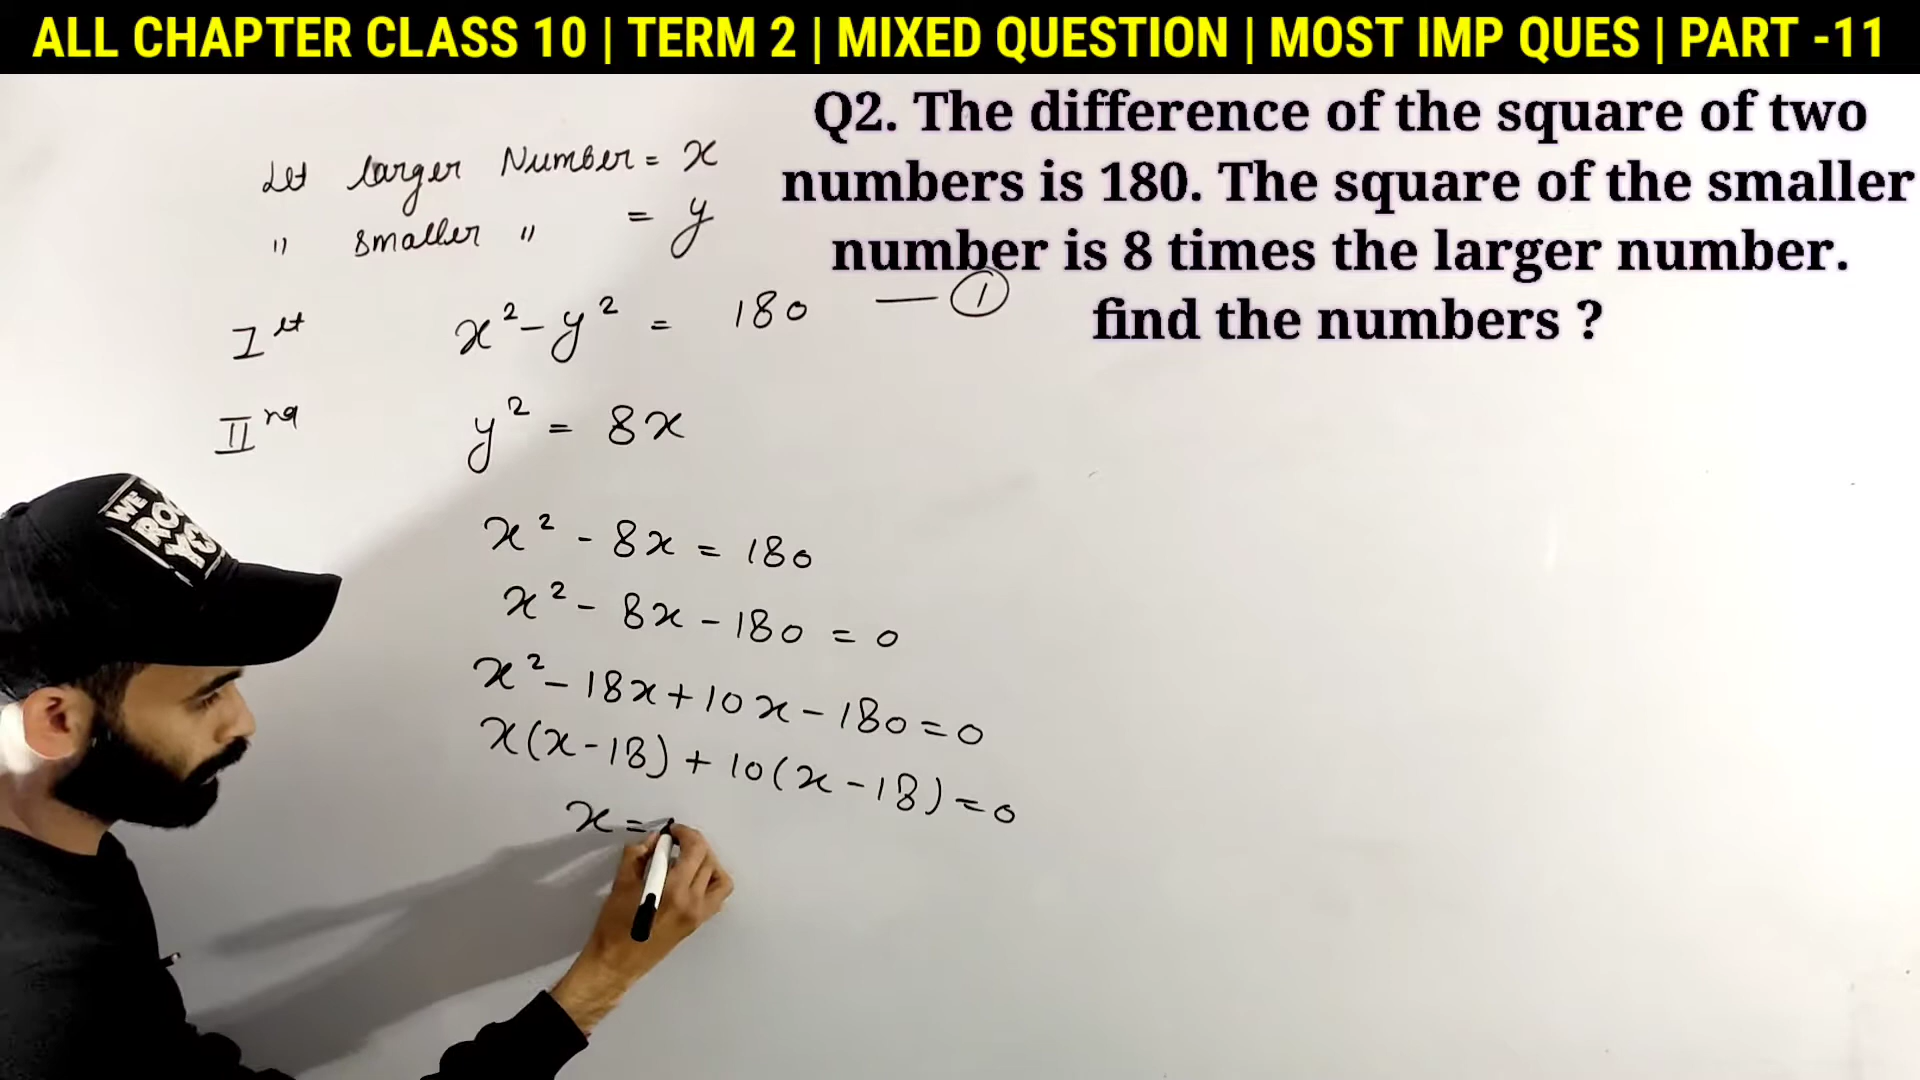 ALL CHAPTER CLASS 10 | TERM 2 | MIXED QUESTION | MOST IMP QUES | PART -11
Q2. The difference of the square of two
numbers is 180. The square of the smaller
number is 8 times the larger number.
find the numbers ?
Let larger Number = x
" smaller " = y
Ist x² - y² = 180 — ①
IInd y² = 8x
x² - 8x = 180
x² - 8x - 180 = 0
x² - 18x + 10x - 180 = 0
x(x - 18) + 10(x - 18) = 0
x =
WE
ROCK
YOU